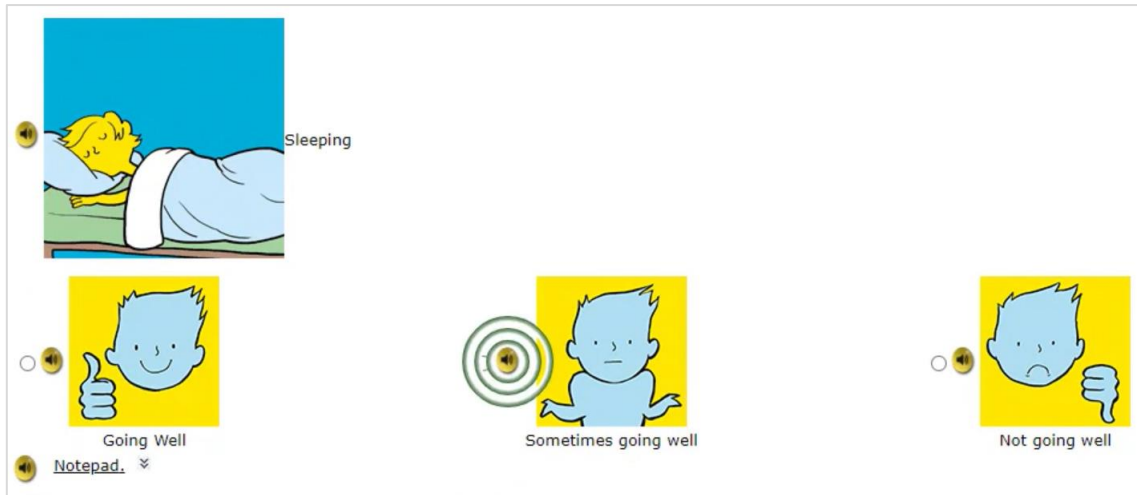 Sleeping
Going Well
Sometimes going well
Not going well
Notepad.